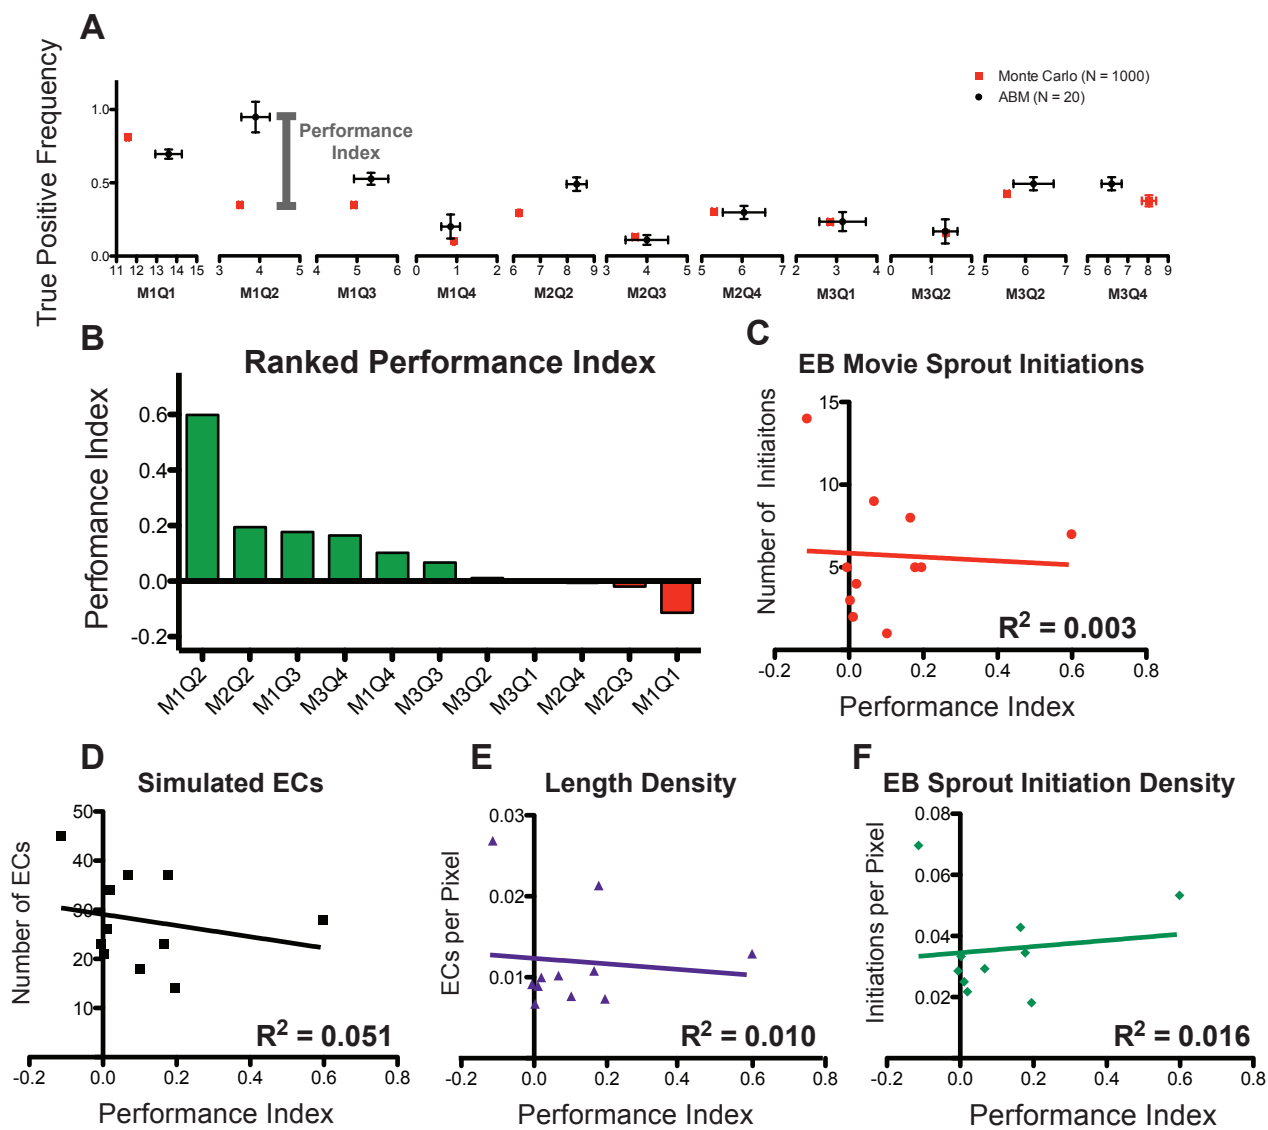 A
True Positive Frequency
Monte Carlo (N = 1000)
ABM (N = 20)
Performance
Index
1.0
0.5
0.0
11 12 13 14 15
3 4 5
4 5 6
0 1 2
6 7 8 9
3 4 5
5 6 7
2 3 4
0 1 2
5 6 7
5 6 7 8 9
M1Q1
M1Q2
M1Q3
M1Q4
M2Q2
M2Q3
M2Q4
M3Q1
M3Q2
M3Q2
M3Q4
B
Ranked Performance Index
Perfomance Index
0.6
0.4
0.2
0.0
-0.2
M1Q2
M2Q2
M1Q3
M3Q4
M1Q4
M3Q3
M3Q2
M3Q1
M2Q4
M2Q3
M1Q1
C
EB Movie Sprout Initiations
Number of Initiaitons
15
10
5
R² = 0.003
-0.2 0.0 0.2 0.4 0.6 0.8
Performance Index
D
Simulated ECs
Number of ECs
50
40
30
20
10
R² = 0.051
-0.2 0.0 0.2 0.4 0.6 0.8
Performance Index
E
Length Density
ECs per Pixel
0.03
0.02
0.01
R² = 0.010
-0.2 0.0 0.2 0.4 0.6 0.8
Performance Index
F
EB Sprout Initiation Density
Initiations per Pixel
0.08
0.06
0.04
0.02
R² = 0.016
-0.2 0.0 0.2 0.4 0.6 0.8
Performance Index